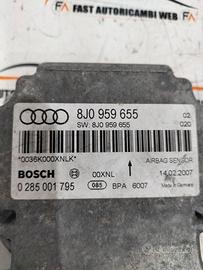 FAST AUTORICAMBI WEB
8J0 959 655
02
SW: 8J0 959 655
020
*0036K000XNLK*
AIRBAG SENSOR
BOSCH
00XNL
14.02.2007
0 285 001 795
085
BPA 6007
Made in Germany